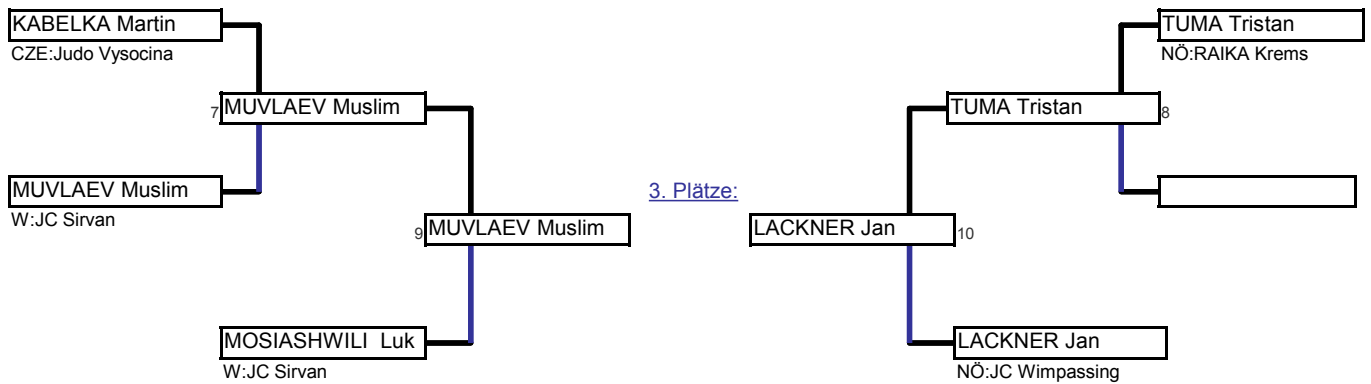 KABELKA Martin
CZE:Judo Vysocina
7 MUVLAEV Muslim
MUVLAEV Muslim
W:JC Sirvan
9 MUVLAEV Muslim
MOSIASHWILI  Luk
W:JC Sirvan
3. Plätze:
TUMA Tristan
NÖ:RAIKA Krems
TUMA Tristan 8
LACKNER Jan 10
LACKNER Jan
NÖ:JC Wimpassing